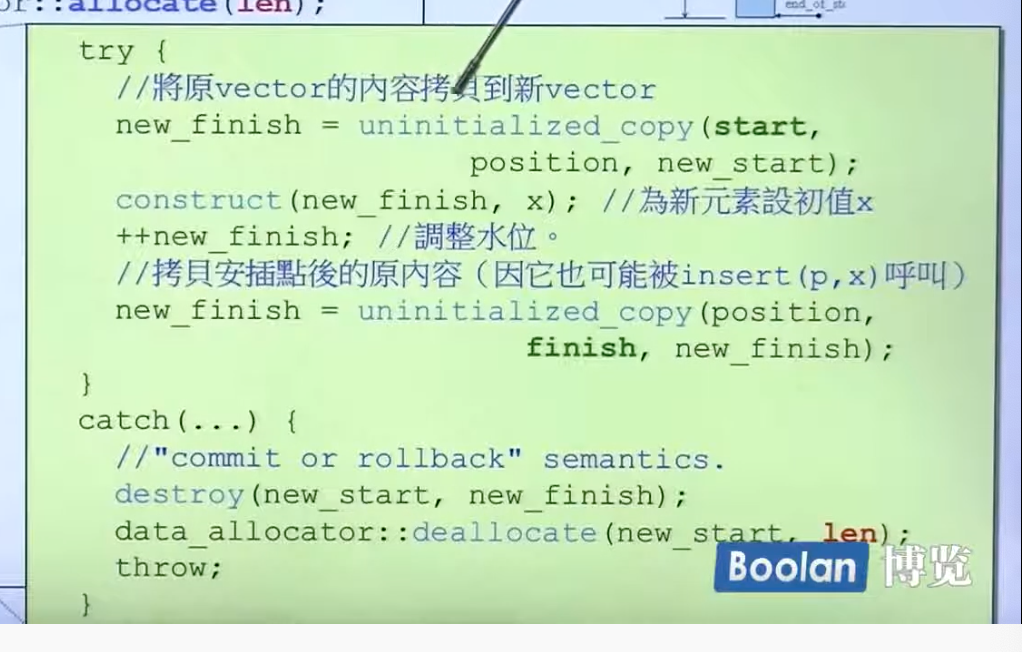 ::allocate(len);
end_of_st
try {
//將原vector的內容拷貝到新vector
new_finish = uninitialized_copy(start,
position, new_start);
construct(new_finish, x); //為新元素設初值x
++new_finish; //調整水位。
//拷貝安插點後的原內容（因它也可能被insert(p,x)呼叫）
new_finish = uninitialized_copy(position,
finish, new_finish);
}
catch(...) {
//"commit or rollback" semantics.
destroy(new_start, new_finish);
data_allocator::deallocate(new_start, len);
throw;
}
Boolan 博览